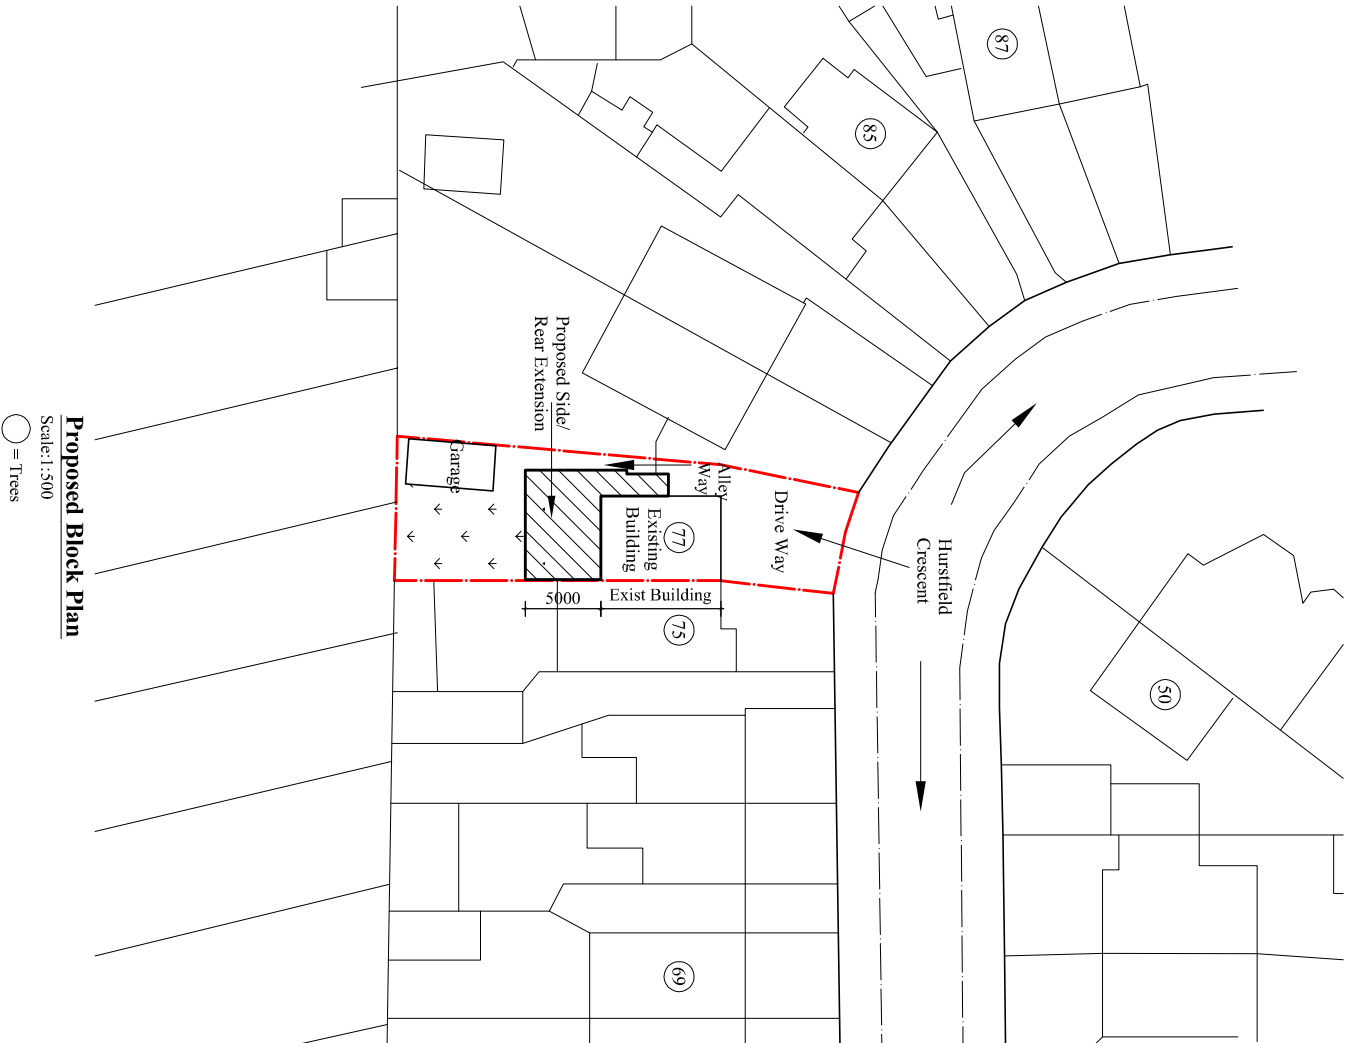 87
85
Proposed Side/
Rear Extension
Garage
Alley
Way
Drive Way
Existing
Building
77
Hurstfield
Crescent
5000
Exist Building
75
50
69
Proposed Block Plan
Scale:1:500
= Trees